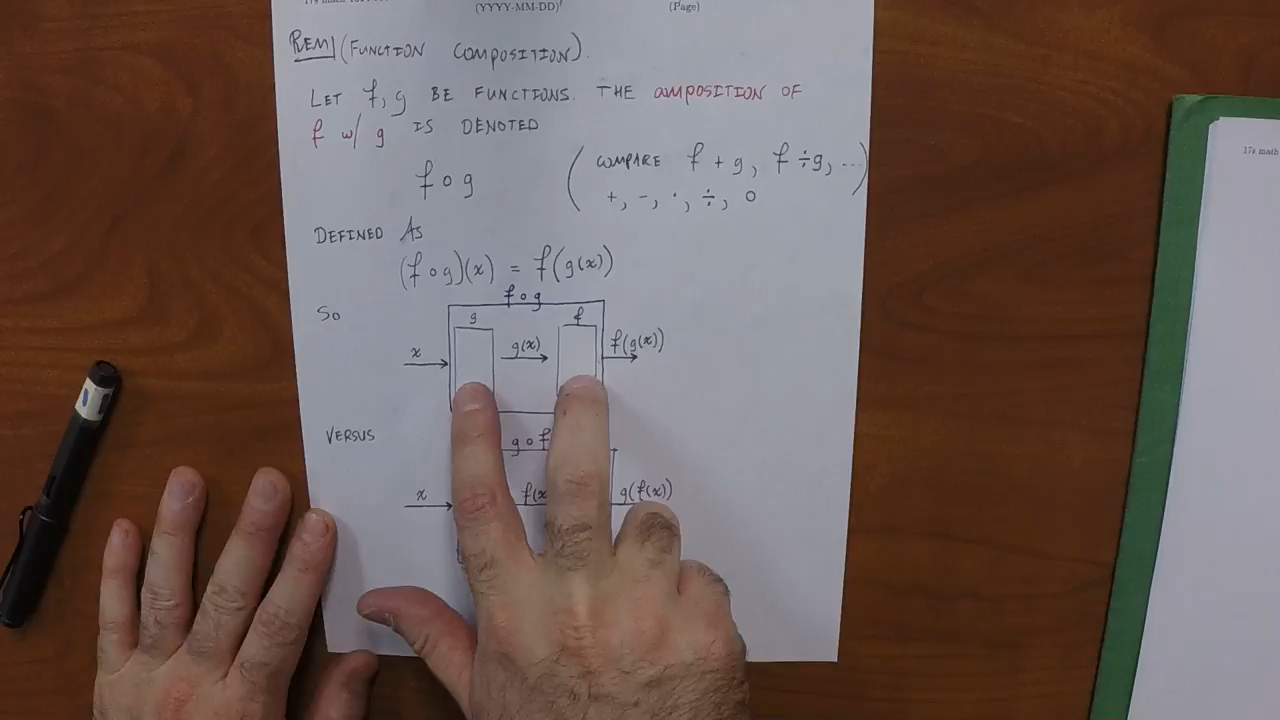 (YYYY-MM-DD)
(Page)
REM (FUNCTION COMPOSITION).
LET f, g BE FUNCTIONS. THE COMPOSITION OF
f w/ g IS DENOTED
f ∘ g
(COMPARE f + g, f ÷ g, ...
+, -, ·, ÷, ∘)
DEFINED AS
(f ∘ g)(x) = f(g(x))
SO
f ∘ g
g f
x g(x) f(g(x))
VERSUS
g ∘ f
x f(x g(f(x))
17s math